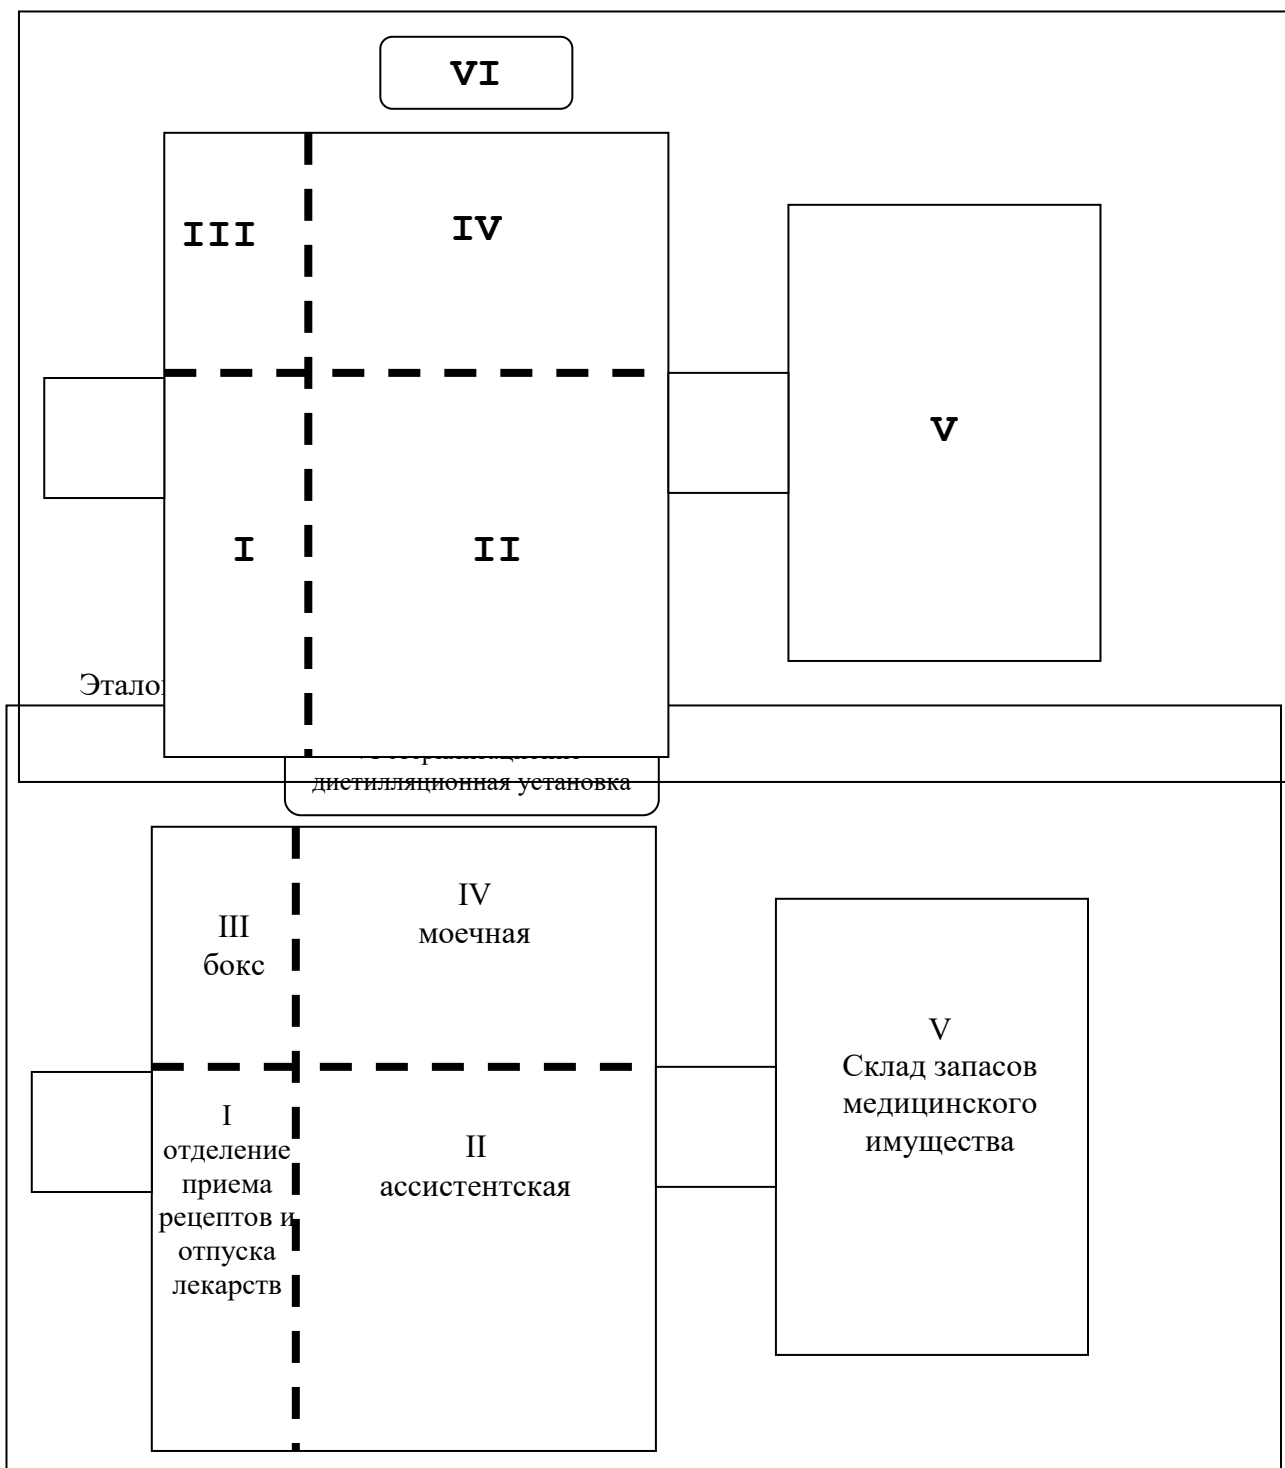 VI
III
IV
V
I
II
Этало
дистилляционная установка
IV
моечная
III
бокс
V
Склад запасов
медицинского
имущества
I
отделение
приема
рецептов и
отпуска
лекарств
II
ассистентская